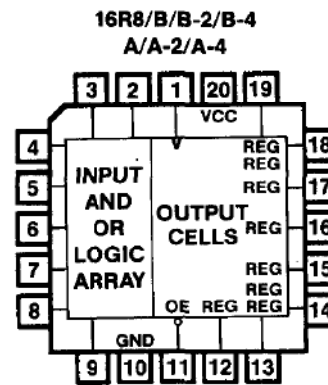 16R8/B/B-2/B-4
A/A-2/A-4
3 2 1 20 19
VCC
4 REG 18
REG
5 INPUT REG 17
AND
6 OR OUTPUT REG 16
LOGIC CELLS
7 ARRAY REG 15
REG
8 OE REG REG 14
GND
9 10 11 12 13